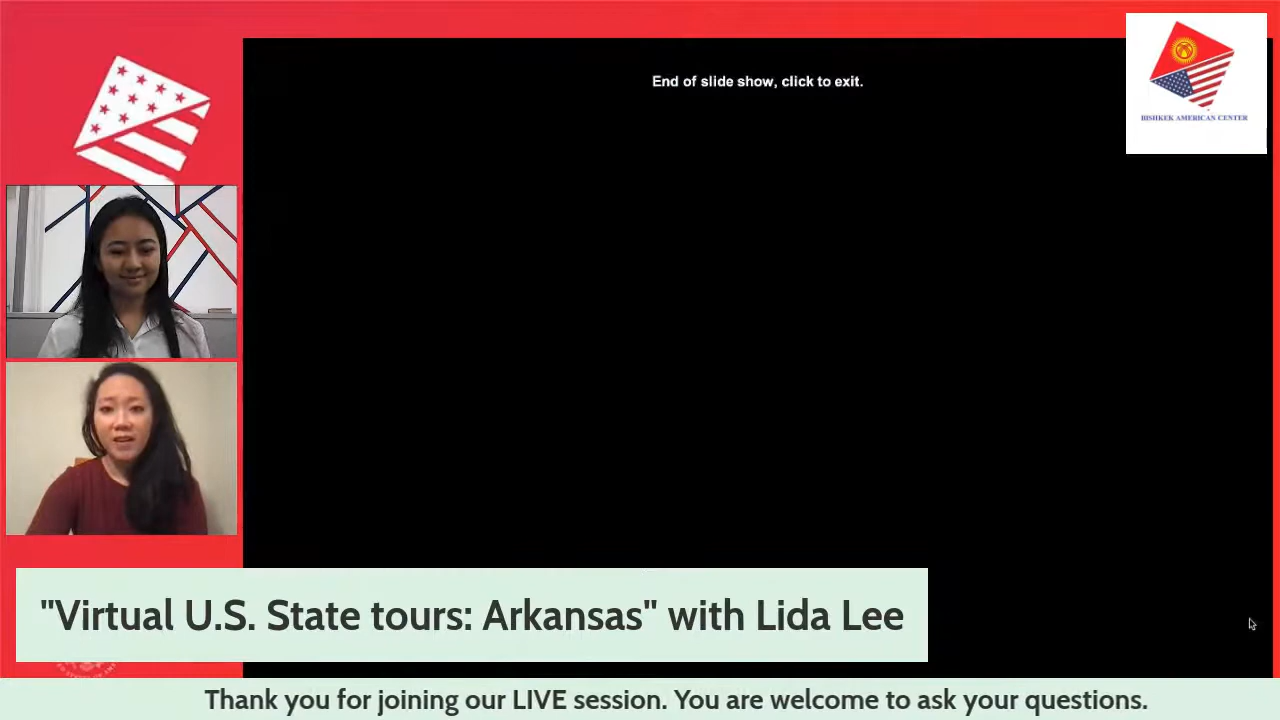 End of slide show, click to exit.
BISHKEK AMERICAN CENTER
"Virtual U.S. State tours: Arkansas" with Lida Lee
Thank you for joining our LIVE session. You are welcome to ask your questions.